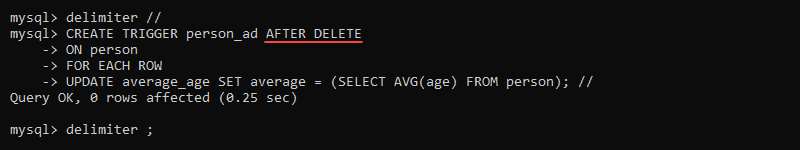 mysql> delimiter //
mysql> CREATE TRIGGER person_ad AFTER DELETE
    -> ON person
    -> FOR EACH ROW
    -> UPDATE average_age SET average = (SELECT AVG(age) FROM person); //
Query OK, 0 rows affected (0.25 sec)

mysql> delimiter ;